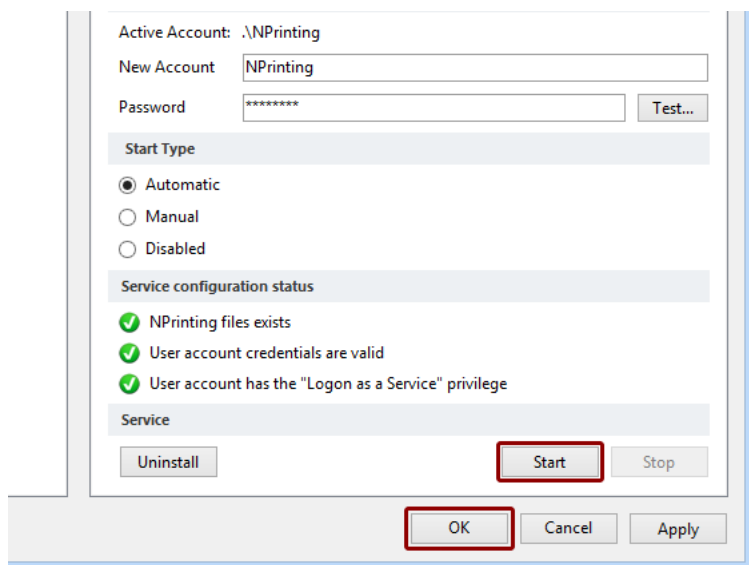 Active Account: .\NPrinting
New Account NPrinting
Password ******** Test...
Start Type
Automatic
Manual
Disabled
Service configuration status
NPrinting files exists
User account credentials are valid
User account has the "Logon as a Service" privilege
Service
Uninstall Start Stop
OK Cancel Apply